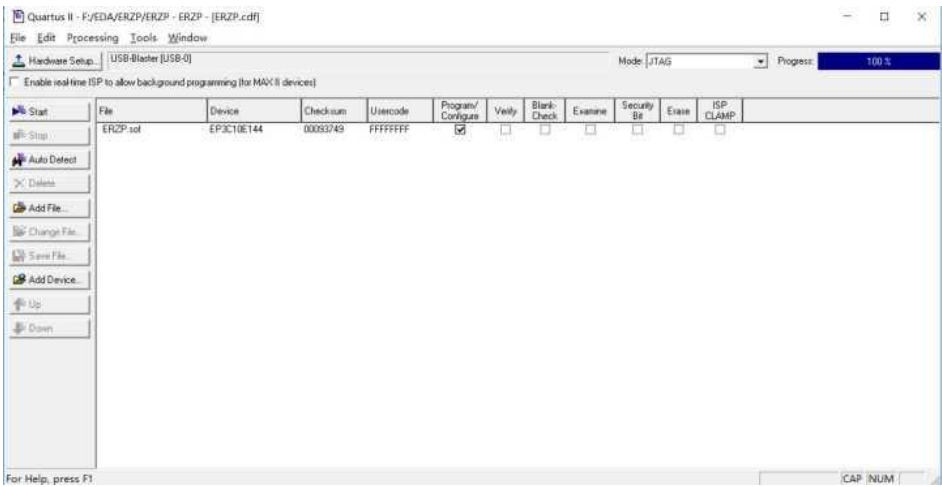 Quartus II - F:/EDA/ERZP/ERZP - ERZP - [ERZP.cdf]
File Edit Processing Tools Window
Hardware Setup... USB-Blaster [USB-0] Mode: JTAG Progress: 100 %
Enable real-time ISP to allow background programming (for MAX II devices)
Start File Device Checksum Usercode Program/ Configure Verify Blank- Check Examine Security Bit Erase ISP CLAMP
ERZP.sof EP3C10E144 00093749 FFFFFFFF
Stop
Auto Detect
Delete
Add File...
Change File...
Save File...
Add Device...
Up
Down
For Help, press F1 CAP NUM